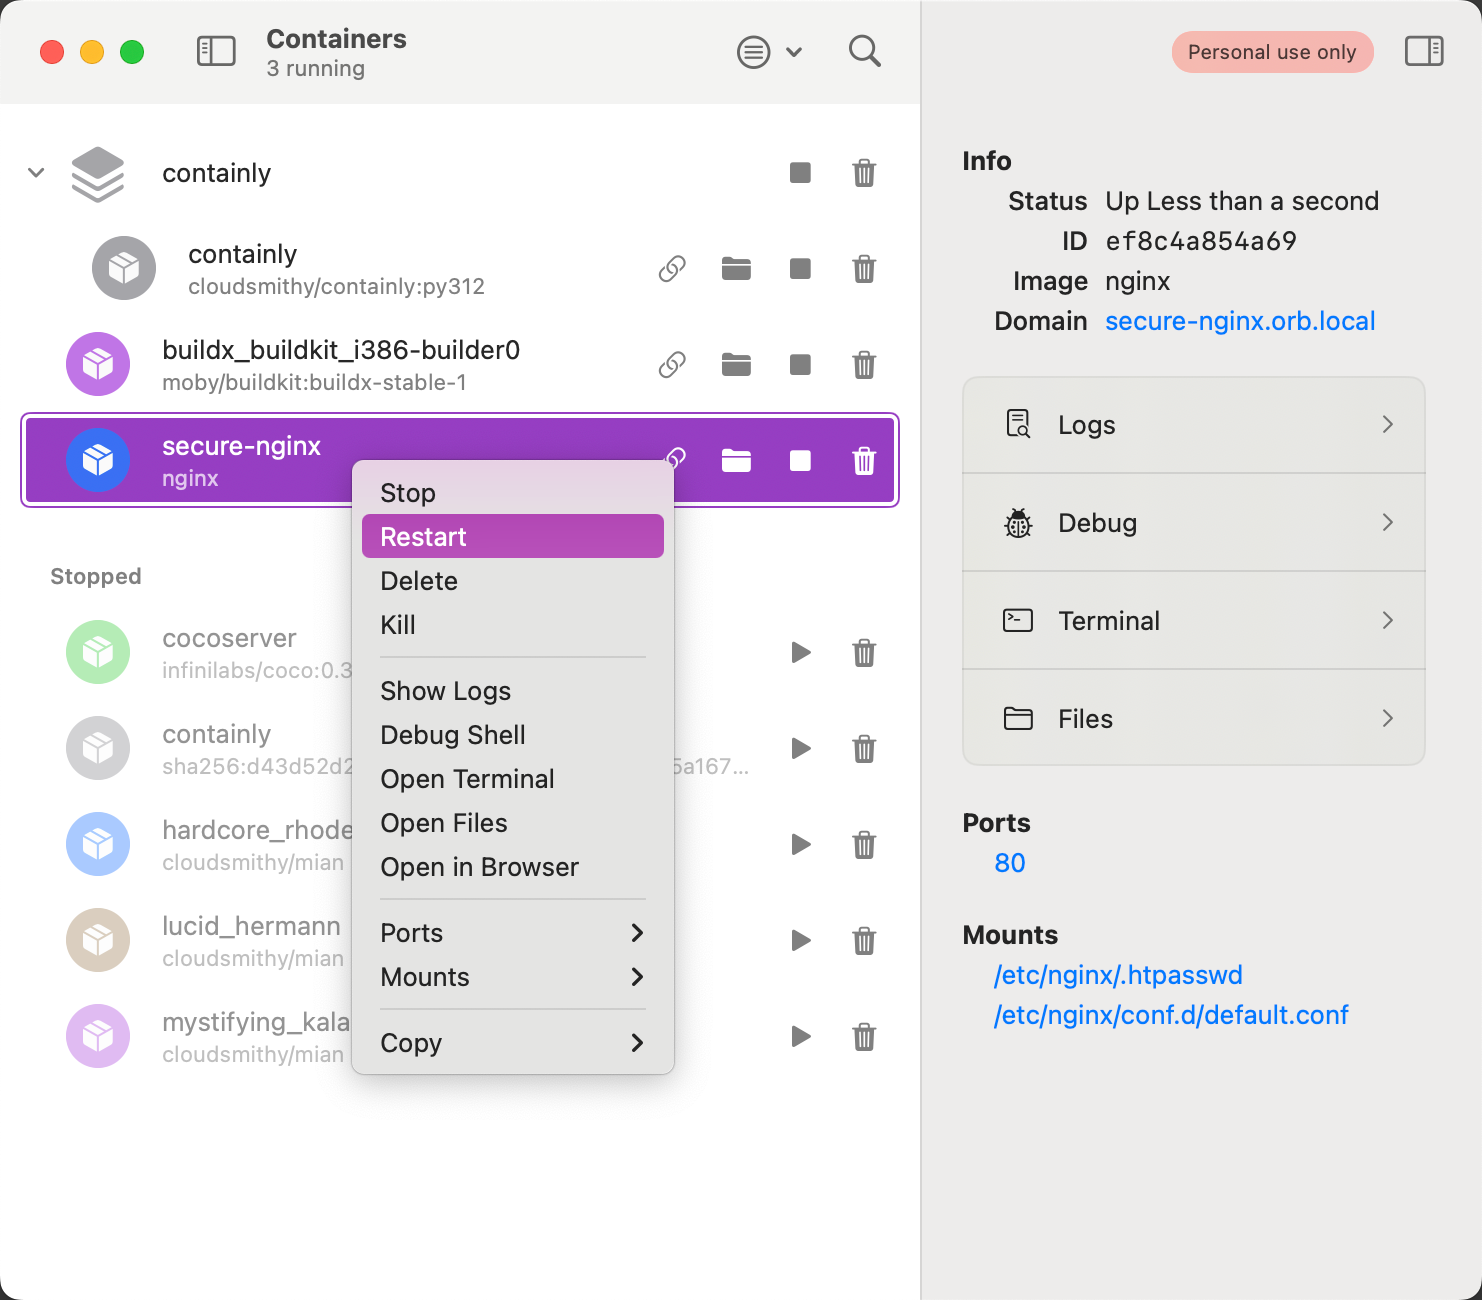 Containers
3 running
Personal use only
containly
containly
cloudsmithy/containly:py312
buildx_buildkit_i386-builder0
moby/buildkit:buildx-stable-1
secure-nginx
nginx
Stop
Restart
Delete
Kill
Show Logs
Debug Shell
Open Terminal
Open Files
Open in Browser
Ports
Mounts
Copy
Stopped
cocoserver
infinilabs/coco:0.3
containly
sha256:d43d52d2 5a167...
hardcore_rhode
cloudsmithy/mian
lucid_hermann
cloudsmithy/mian
mystifying_kala
cloudsmithy/mian
Info
Status Up Less than a second
ID ef8c4a854a69
Image nginx
Domain secure-nginx.orb.local
Logs
Debug
Terminal
Files
Ports
80
Mounts
/etc/nginx/.htpasswd
/etc/nginx/conf.d/default.conf